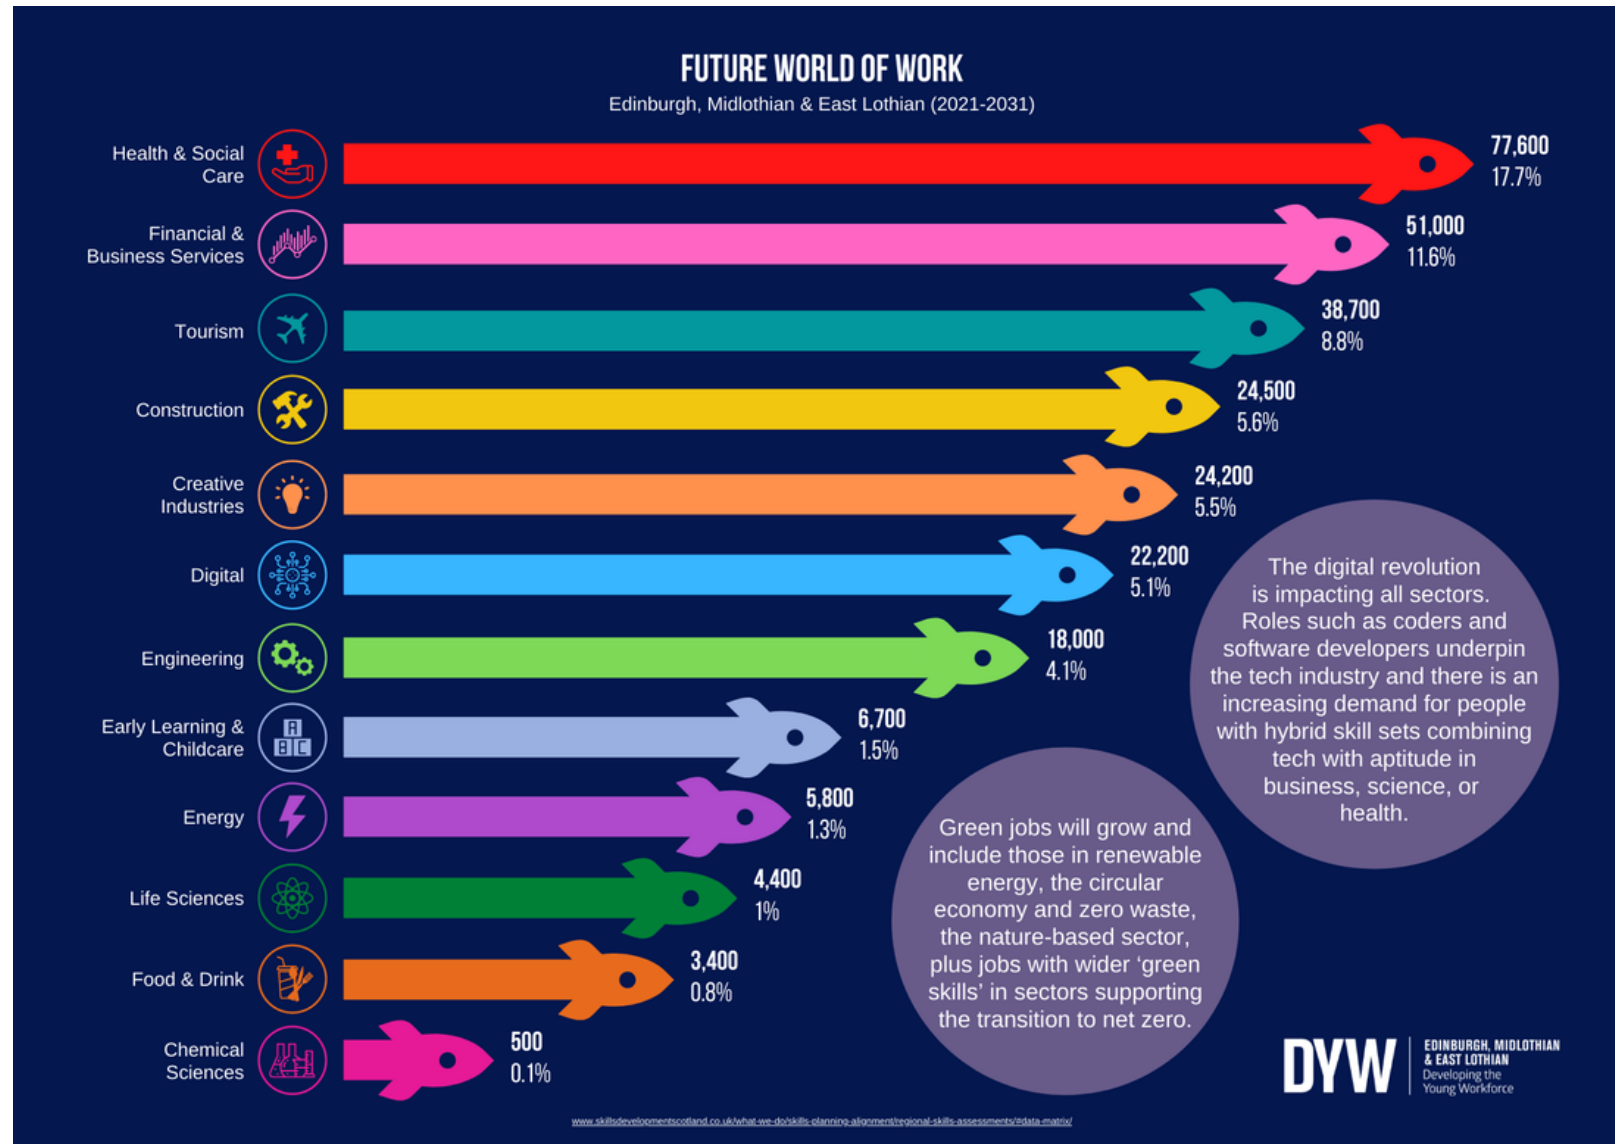 FUTURE WORLD OF WORK
Edinburgh, Midlothian & East Lothian (2021-2031)
Health & Social
Care
77,600
17.7%
Financial &
Business Services
51,000
11.6%
Tourism
38,700
8.8%
Construction
24,500
5.6%
Creative
Industries
24,200
5.5%
Digital
22,200
5.1%
Engineering
18,000
4.1%
Early Learning &
Childcare
A
B C
6,700
1.5%
Energy
5,800
1.3%
Life Sciences
4,400
1%
Food & Drink
3,400
0.8%
Chemical
Sciences
500
0.1%
The digital revolution
is impacting all sectors.
Roles such as coders and
software developers underpin
the tech industry and there is an
increasing demand for people
with hybrid skill sets combining
tech with aptitude in
business, science, or
health.
Green jobs will grow and
include those in renewable
energy, the circular
economy and zero waste,
the nature-based sector,
plus jobs with wider ‘green
skills’ in sectors supporting
the transition to net zero.
DYW
EDINBURGH, MIDLOTHIAN
& EAST LOTHIAN
Developing the
Young Workforce
www.skillsdevelopmentscotland.co.uk/what-we-do/skills-planning-alignment/regional-skills-assessments/#data-matrix/